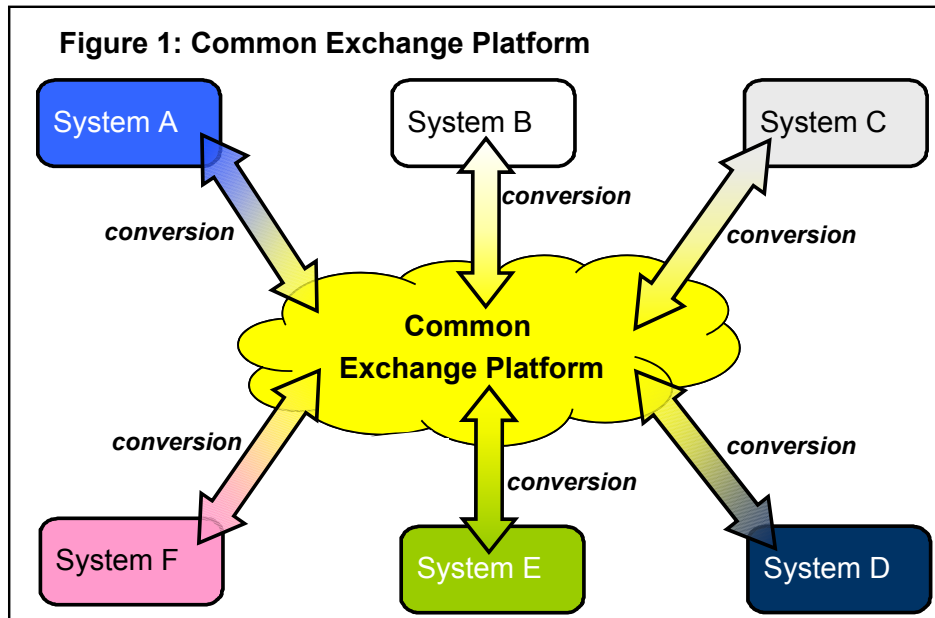 Figure 1: Common Exchange Platform
System A
System B
System C
conversion
conversion
conversion
Common
Exchange Platform
conversion
conversion
conversion
System F
System E
System D